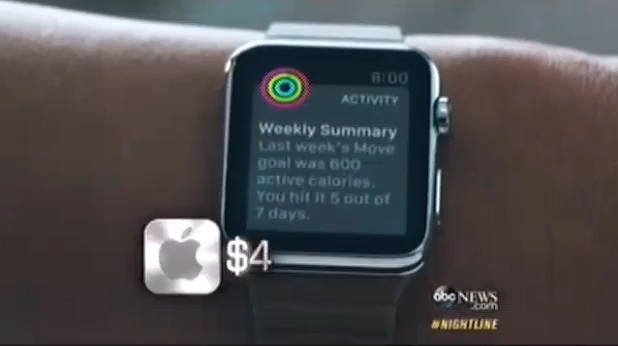 8:00
ACTIVITY
Weekly Summary
Last week's Move
goal was 600
active calories.
You hit it 5 out of
7 days.
$4
abc NEWS
.com
#NIGHTLINE